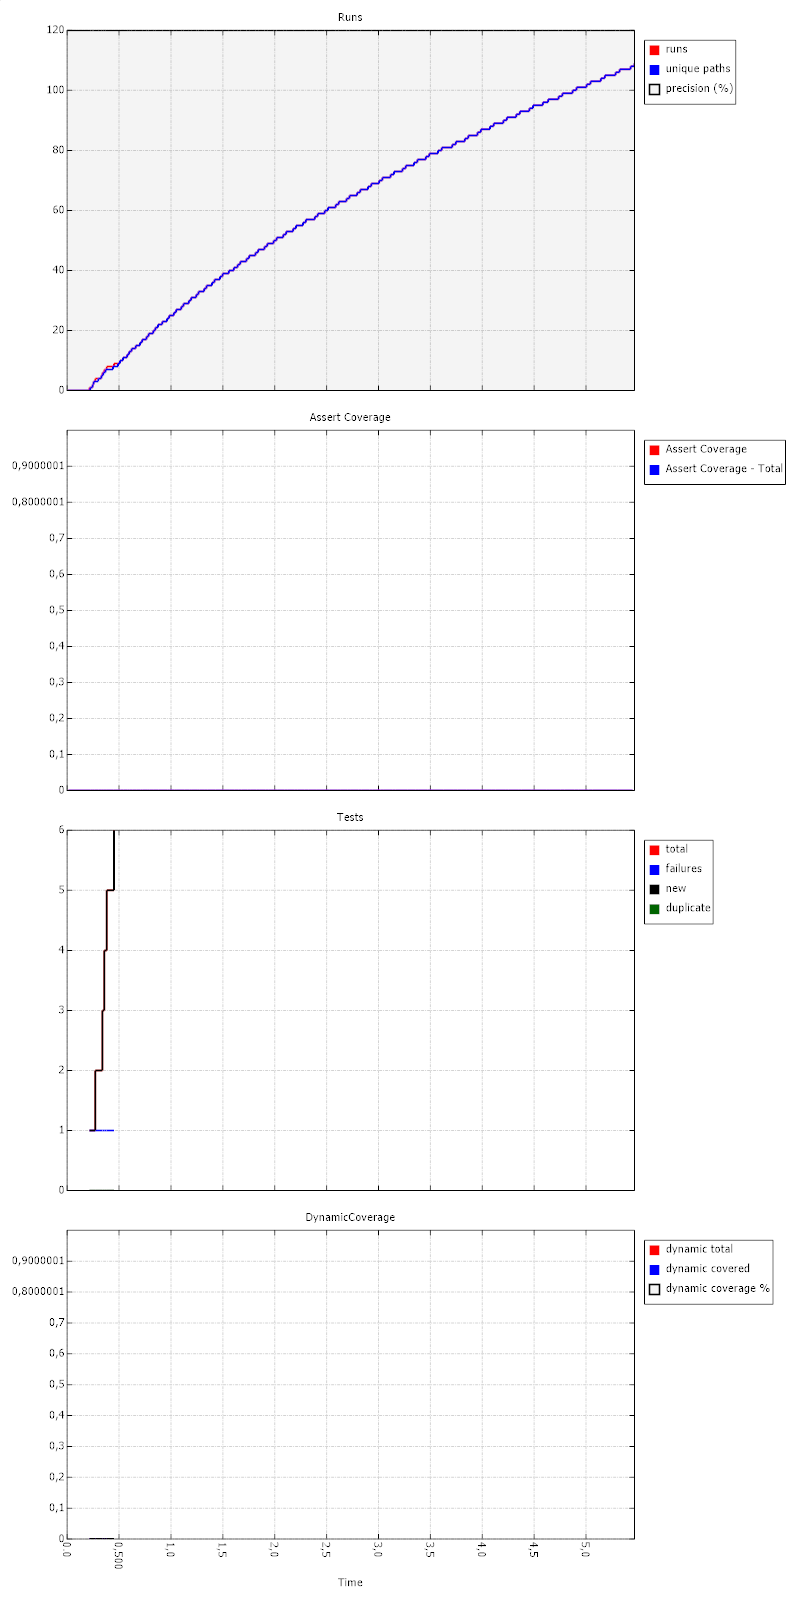 Runs
120
100
80
60
40
20
0
runs
unique paths
precision (%)
Assert Coverage
0,9000001
0,8000001
0,7
0,6
0,5
0,4
0,3
0,2
0,1
0
Assert Coverage
Assert Coverage - Total
Tests
6
5
4
3
2
1
0
total
failures
new
duplicate
DynamicCoverage
0,9000001
0,8000001
0,7
0,6
0,5
0,4
0,3
0,2
0,1
0
dynamic total
dynamic covered
dynamic coverage %
0,0
0,500
1,0
1,5
2,0
2,5
3,0
3,5
4,0
4,5
5,0
Time